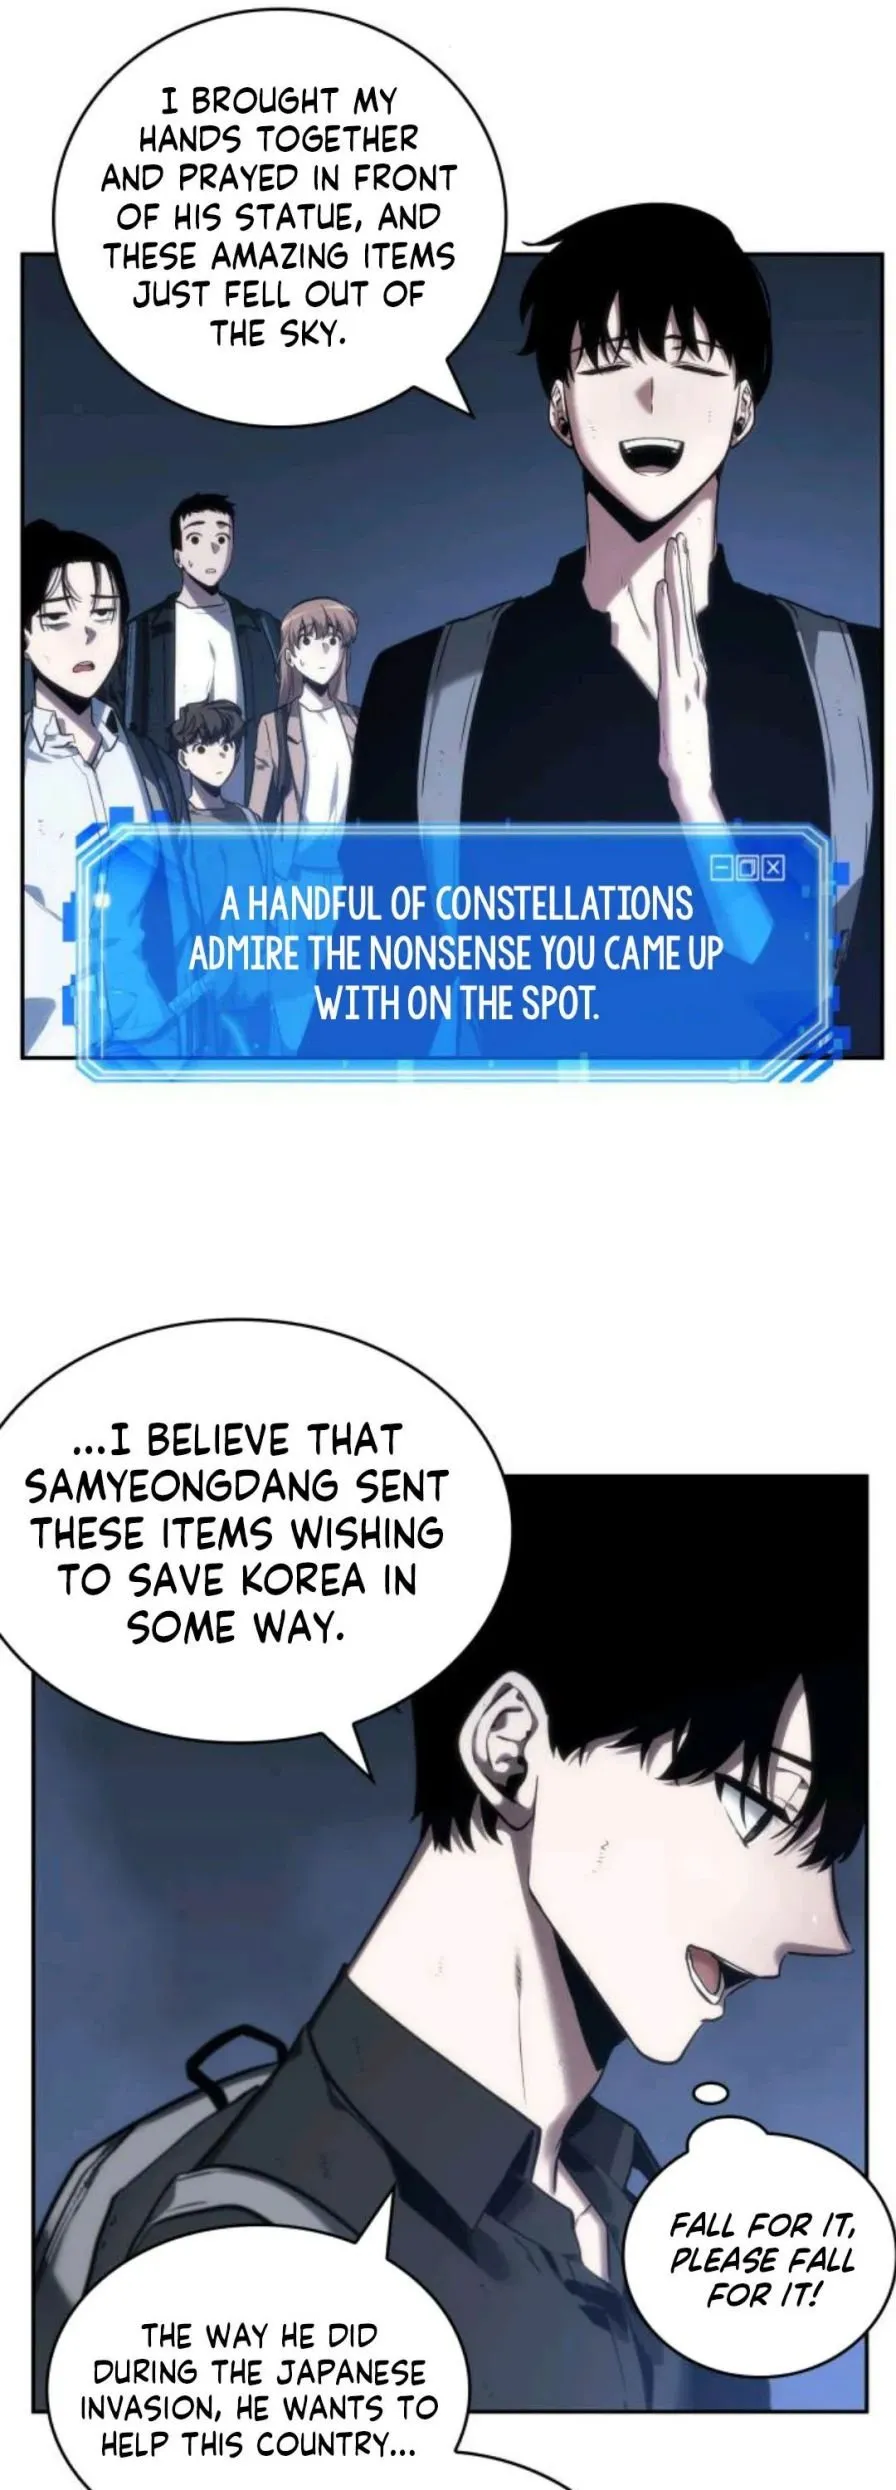 I BROUGHT MY
HANDS TOGETHER
AND PRAYED IN FRONT
OF HIS STATUE, AND
THESE AMAZING ITEMS
JUST FELL OUT OF
THE SKY.
A HANDFUL OF CONSTELLATIONS
ADMIRE THE NONSENSE YOU CAME UP
WITH ON THE SPOT.
...I BELIEVE THAT
SAMYEONGDANG SENT
THESE ITEMS WISHING
TO SAVE KOREA IN
SOME WAY.
FALL FOR IT,
PLEASE FALL
FOR IT!
THE WAY HE DID
DURING THE JAPANESE
INVASION, HE WANTS TO
HELP THIS COUNTRY...